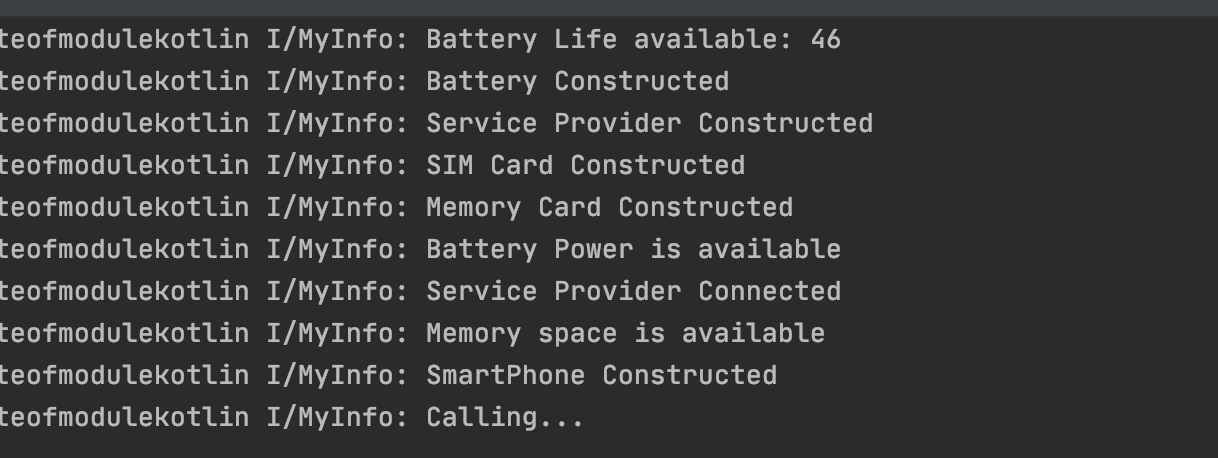 teofmodulekotlin I/MyInfo: Battery Life available: 46
teofmodulekotlin I/MyInfo: Battery Constructed
teofmodulekotlin I/MyInfo: Service Provider Constructed
teofmodulekotlin I/MyInfo: SIM Card Constructed
teofmodulekotlin I/MyInfo: Memory Card Constructed
teofmodulekotlin I/MyInfo: Battery Power is available
teofmodulekotlin I/MyInfo: Service Provider Connected
teofmodulekotlin I/MyInfo: Memory space is available
teofmodulekotlin I/MyInfo: SmartPhone Constructed
teofmodulekotlin I/MyInfo: Calling...